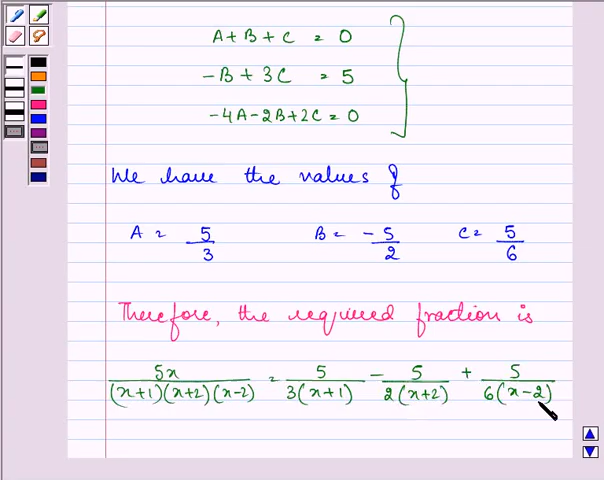 A + B + C = 0
-B + 3C = 5
-4A - 2B + 2C = 0
We have the values of
A = 5/3 B = -5/2 C = 5/6
Therefore, the required fraction is
5x/(x+1)(x+2)(x-2) = 5/3(x+1) - 5/2(x+2) + 5/6(x-2)